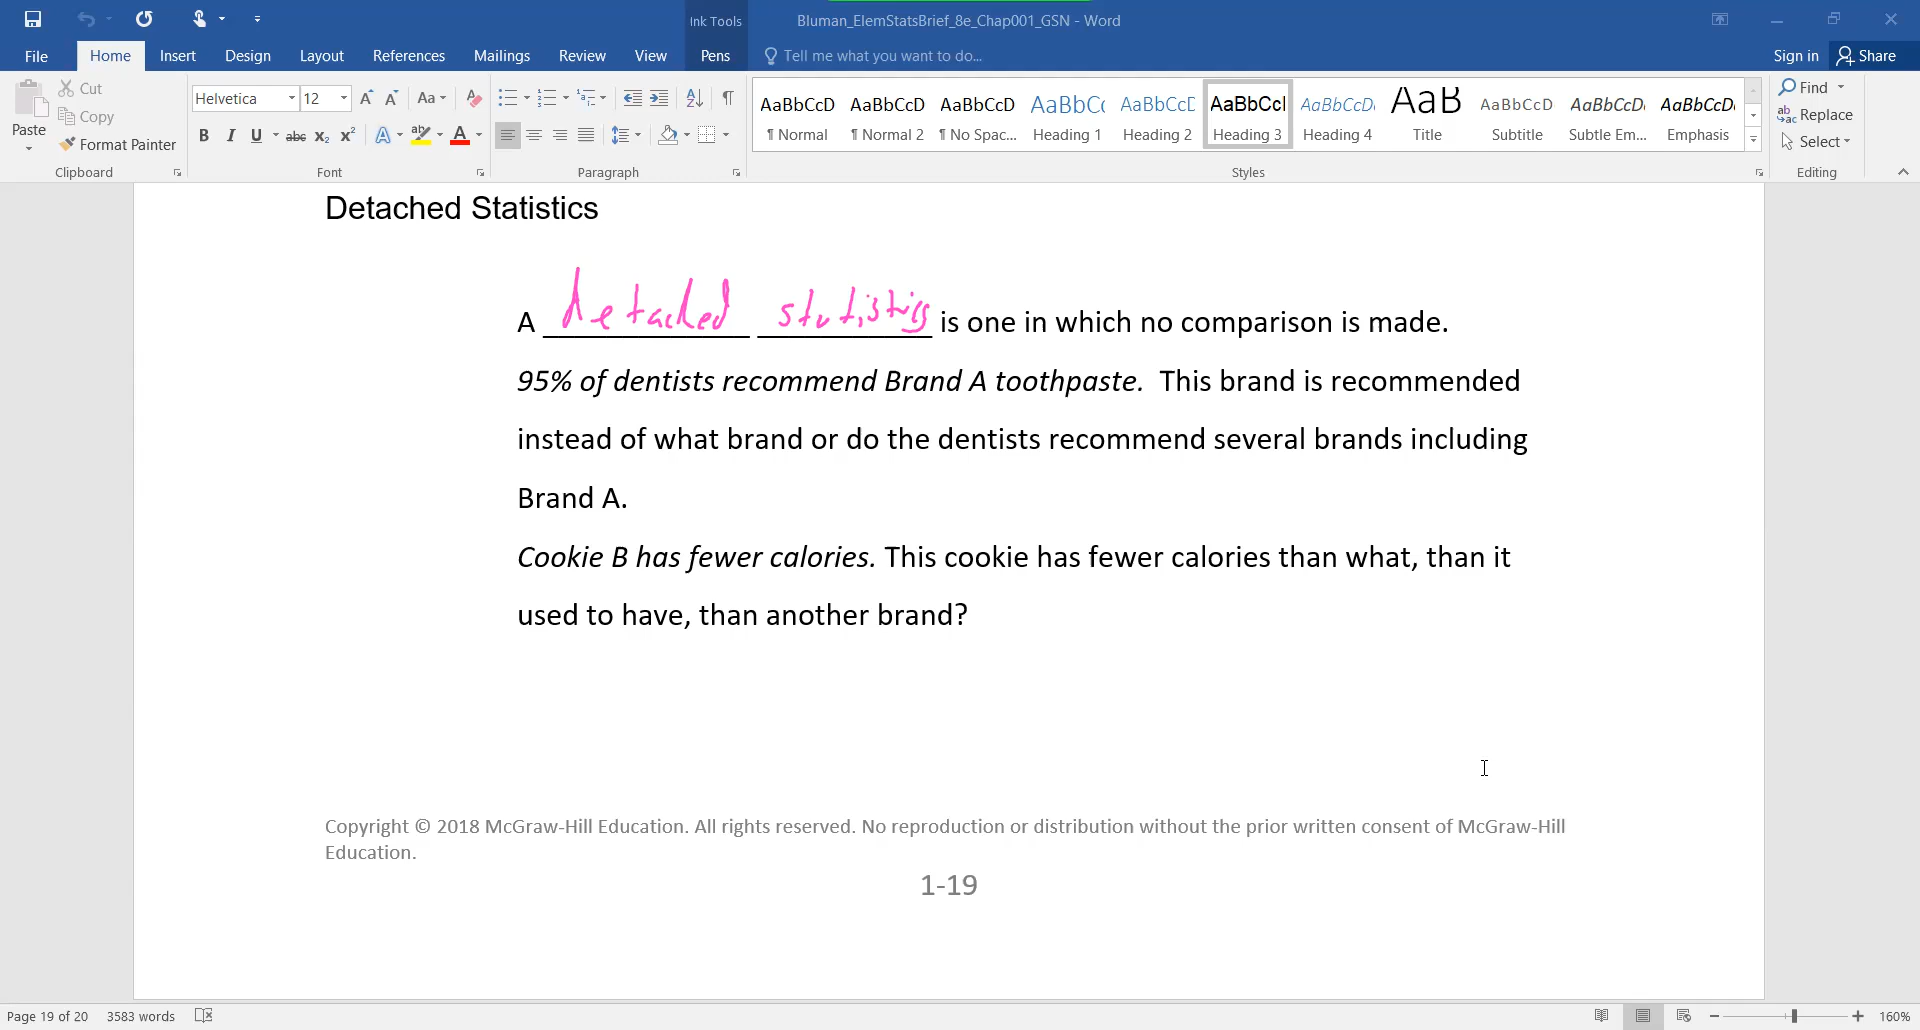 Ink Tools
Bluman_ElemStatsBrief_8e_Chap001_GSN - Word
File Home Insert Design Layout References Mailings Review View Pens Tell me what you want to do... Sign in Share
Paste
Cut
Copy
Format Painter
Clipboard
Helvetica 12
Font
Paragraph
AaBbCcD AaBbCcD AaBbCcD AaBbCc AaBbCcD AaBbCcI AaBbCcD AaB AaBbCcD AaBbCcD AaBbCcD
¶ Normal ¶ Normal 2 ¶ No Spac... Heading 1 Heading 2 Heading 3 Heading 4 Title Subtitle Subtle Em... Emphasis
Styles
Find
Replace
Select
Editing
Detached Statistics
A detached statistics is one in which no comparison is made.
95% of dentists recommend Brand A toothpaste. This brand is recommended
instead of what brand or do the dentists recommend several brands including
Brand A.
Cookie B has fewer calories. This cookie has fewer calories than what, than it
used to have, than another brand?
Copyright © 2018 McGraw-Hill Education. All rights reserved. No reproduction or distribution without the prior written consent of McGraw-Hill
Education.
1-19
Page 19 of 20 3583 words 160%